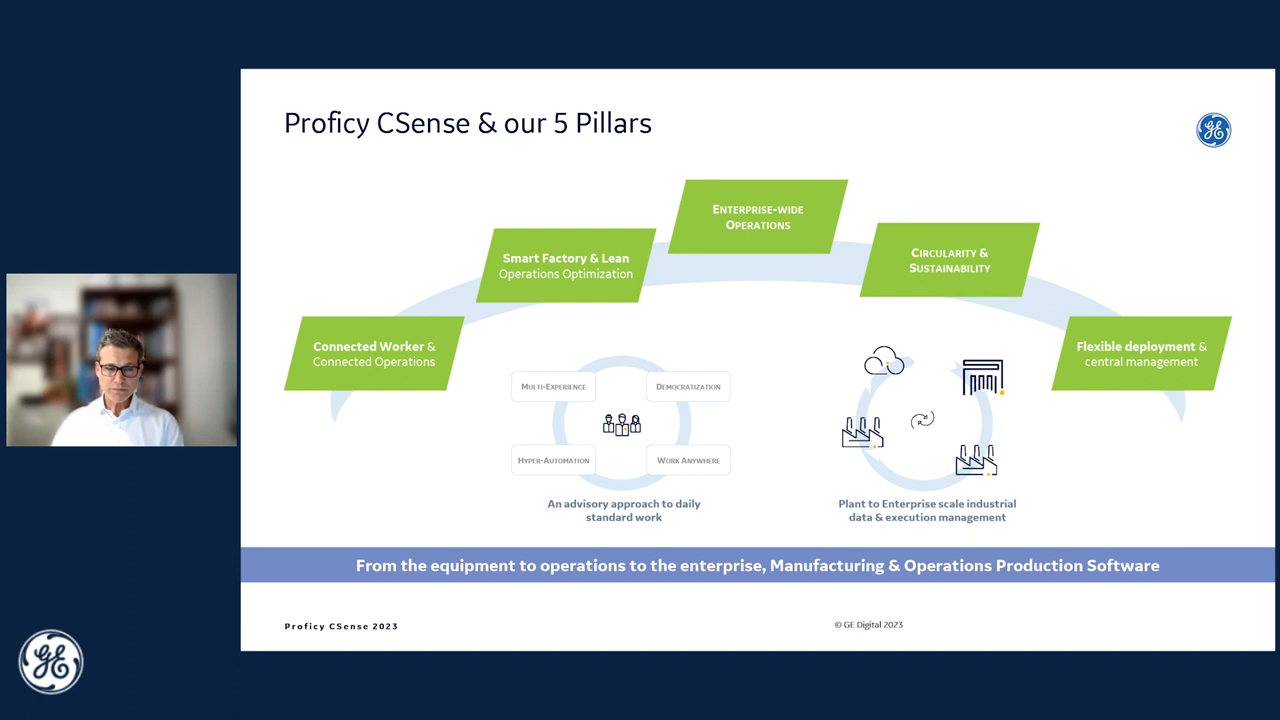 Proficy CSense & our 5 Pillars
GE
ENTERPRISE-WIDE
OPERATIONS
Smart Factory & Lean
Operations Optimization
CIRCULARITY &
SUSTAINABILITY
Connected Worker &
Connected Operations
Flexible deployment &
central management
MULTI-EXPERIENCE
DEMOCRATIZATION
HYPER-AUTOMATION
WORK ANYWHERE
An advisory approach to daily
standard work
Plant to Enterprise scale industrial
data & execution management
From the equipment to operations to the enterprise, Manufacturing & Operations Production Software
Proficy CSense 2023
© GE Digital 2023
GE